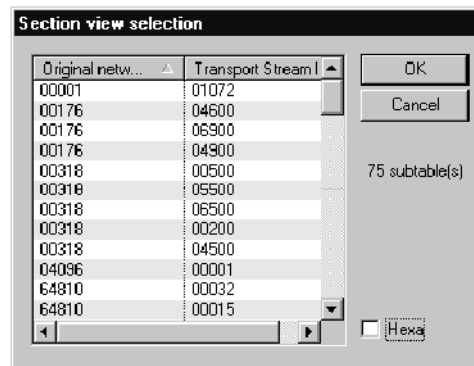 Section view selection
Original netw... Transport Stream I
00001 01072
00176 04600
00176 06900
00176 04900
00318 00500
00318 05500
00318 06500
00318 00200
00318 04500
04096 00001
64810 00032
64810 00015
OK
Cancel
75 subtable(s)
Hexa